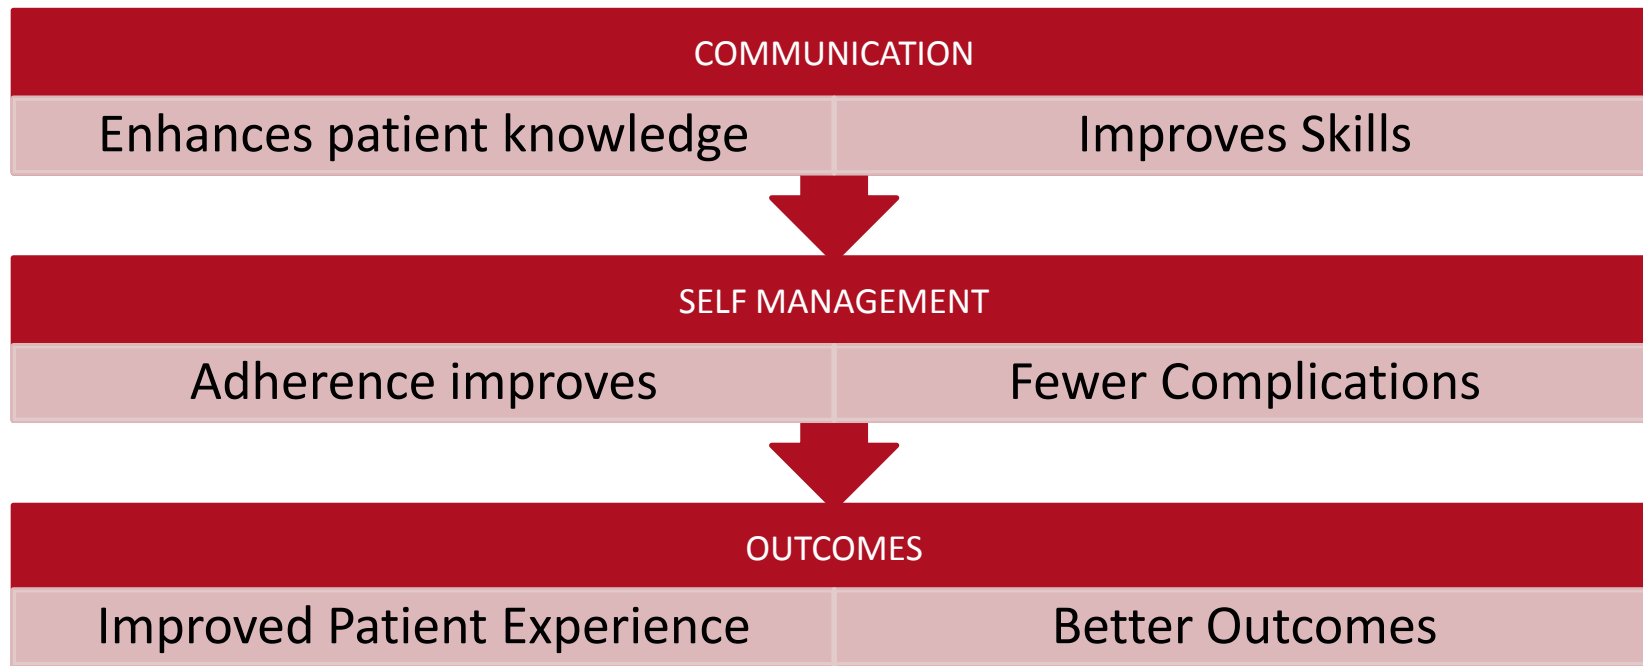 COMMUNICATION
Enhances patient knowledge
Improves Skills
SELF MANAGEMENT
Adherence improves
Fewer Complications
OUTCOMES
Improved Patient Experience
Better Outcomes